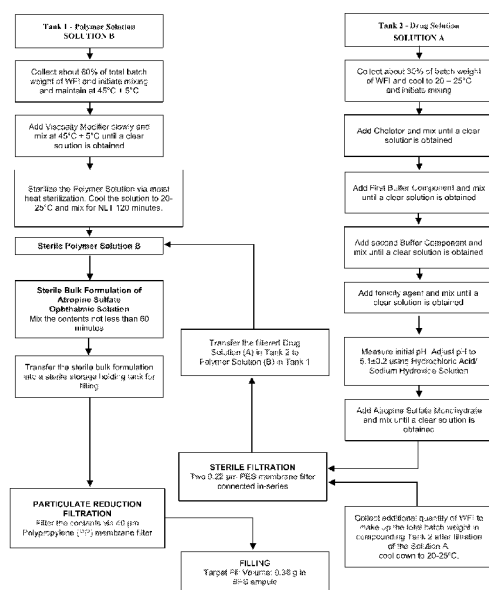 Tank 1 - Polymer Solution
SOLUTION B
Collect about 60% of total batch
weight of WFI and initiate mixing
and maintain at 45°C ± 5°C
Add Viscosity Modifier slowly and
mix at 45°C ± 5°C until a clear
solution is obtained
Sterilize the Polymer Solution via moist
heat sterilization. Cool the solution to 20-
25°C and mix for NLT 120 minutes.
Sterile Polymer Solution B
Sterile Bulk Formulation of
Atropine Sulfate
Ophthalmic Solution
Mix the contents not less than 60
minutes
Transfer the sterile bulk formulation
into a sterile storage holding tank for
filling
PARTICULATE REDUCTION
FILTRATION
Filter the contents via 40 µm
Polypropylene (PP) membrane filter
Transfer the filtered Drug
Solution (A) in Tank 2 to
Polymer Solution (B) in Tank 1
STERILE FILTRATION
Two 0.22 µm PES membrane filter
connected in-series
FILLING
Target Fill Volume: 0.36 g in
BFS ampule
Tank 2 - Drug Solution
SOLUTION A
Collect about 30% of batch weight
of WFI and cool to 20 – 25°C
and initiate mixing
Add Chelator and mix until a clear
solution is obtained
Add First Buffer Component and mix
until a clear solution is obtained
Add second Buffer Component and
mix until a clear solution is obtained
Add tonicity agent and mix until a
clear solution is obtained
Measure initial pH. Adjust pH to
5.1±0.2 using Hydrochloric Acid/
Sodium Hydroxide Solution
Add Atropine Sulfate Monohydrate
and mix until a clear solution is
obtained
Collect additional quantity of WFI to
make up the total batch weight in
compounding Tank 2 after filtration
of the Solution A
cool down to 20-25°C.